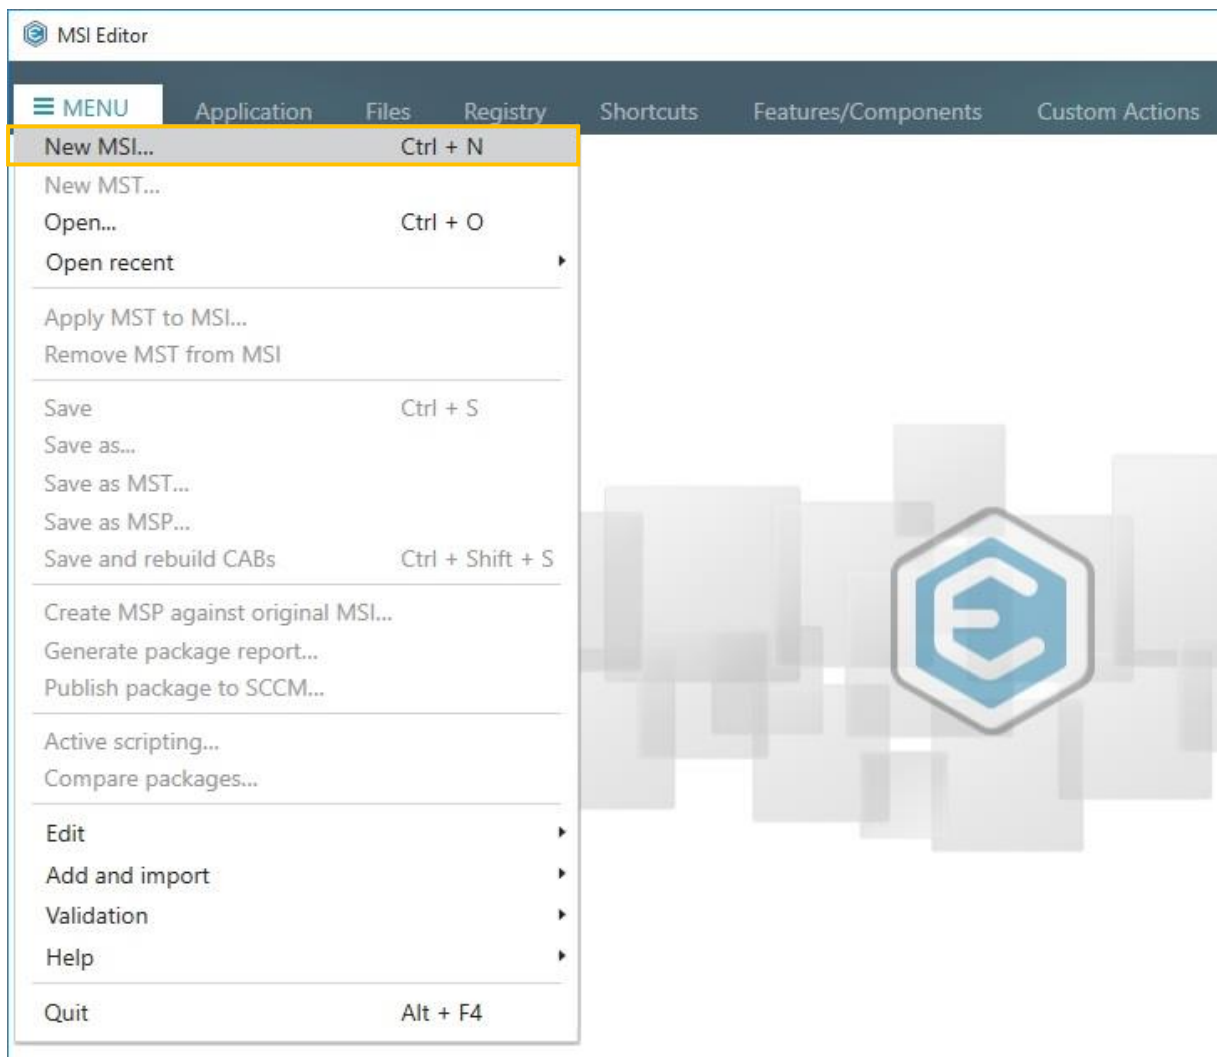 MSI Editor
MENU Application Files Registry Shortcuts Features/Components Custom Actions
New MSI... Ctrl + N
New MST...
Open... Ctrl + O
Open recent
Apply MST to MSI...
Remove MST from MSI
Save Ctrl + S
Save as...
Save as MST...
Save as MSP...
Save and rebuild CABs Ctrl + Shift + S
Create MSP against original MSI...
Generate package report...
Publish package to SCCM...
Active scripting...
Compare packages...
Edit
Add and import
Validation
Help
Quit Alt + F4